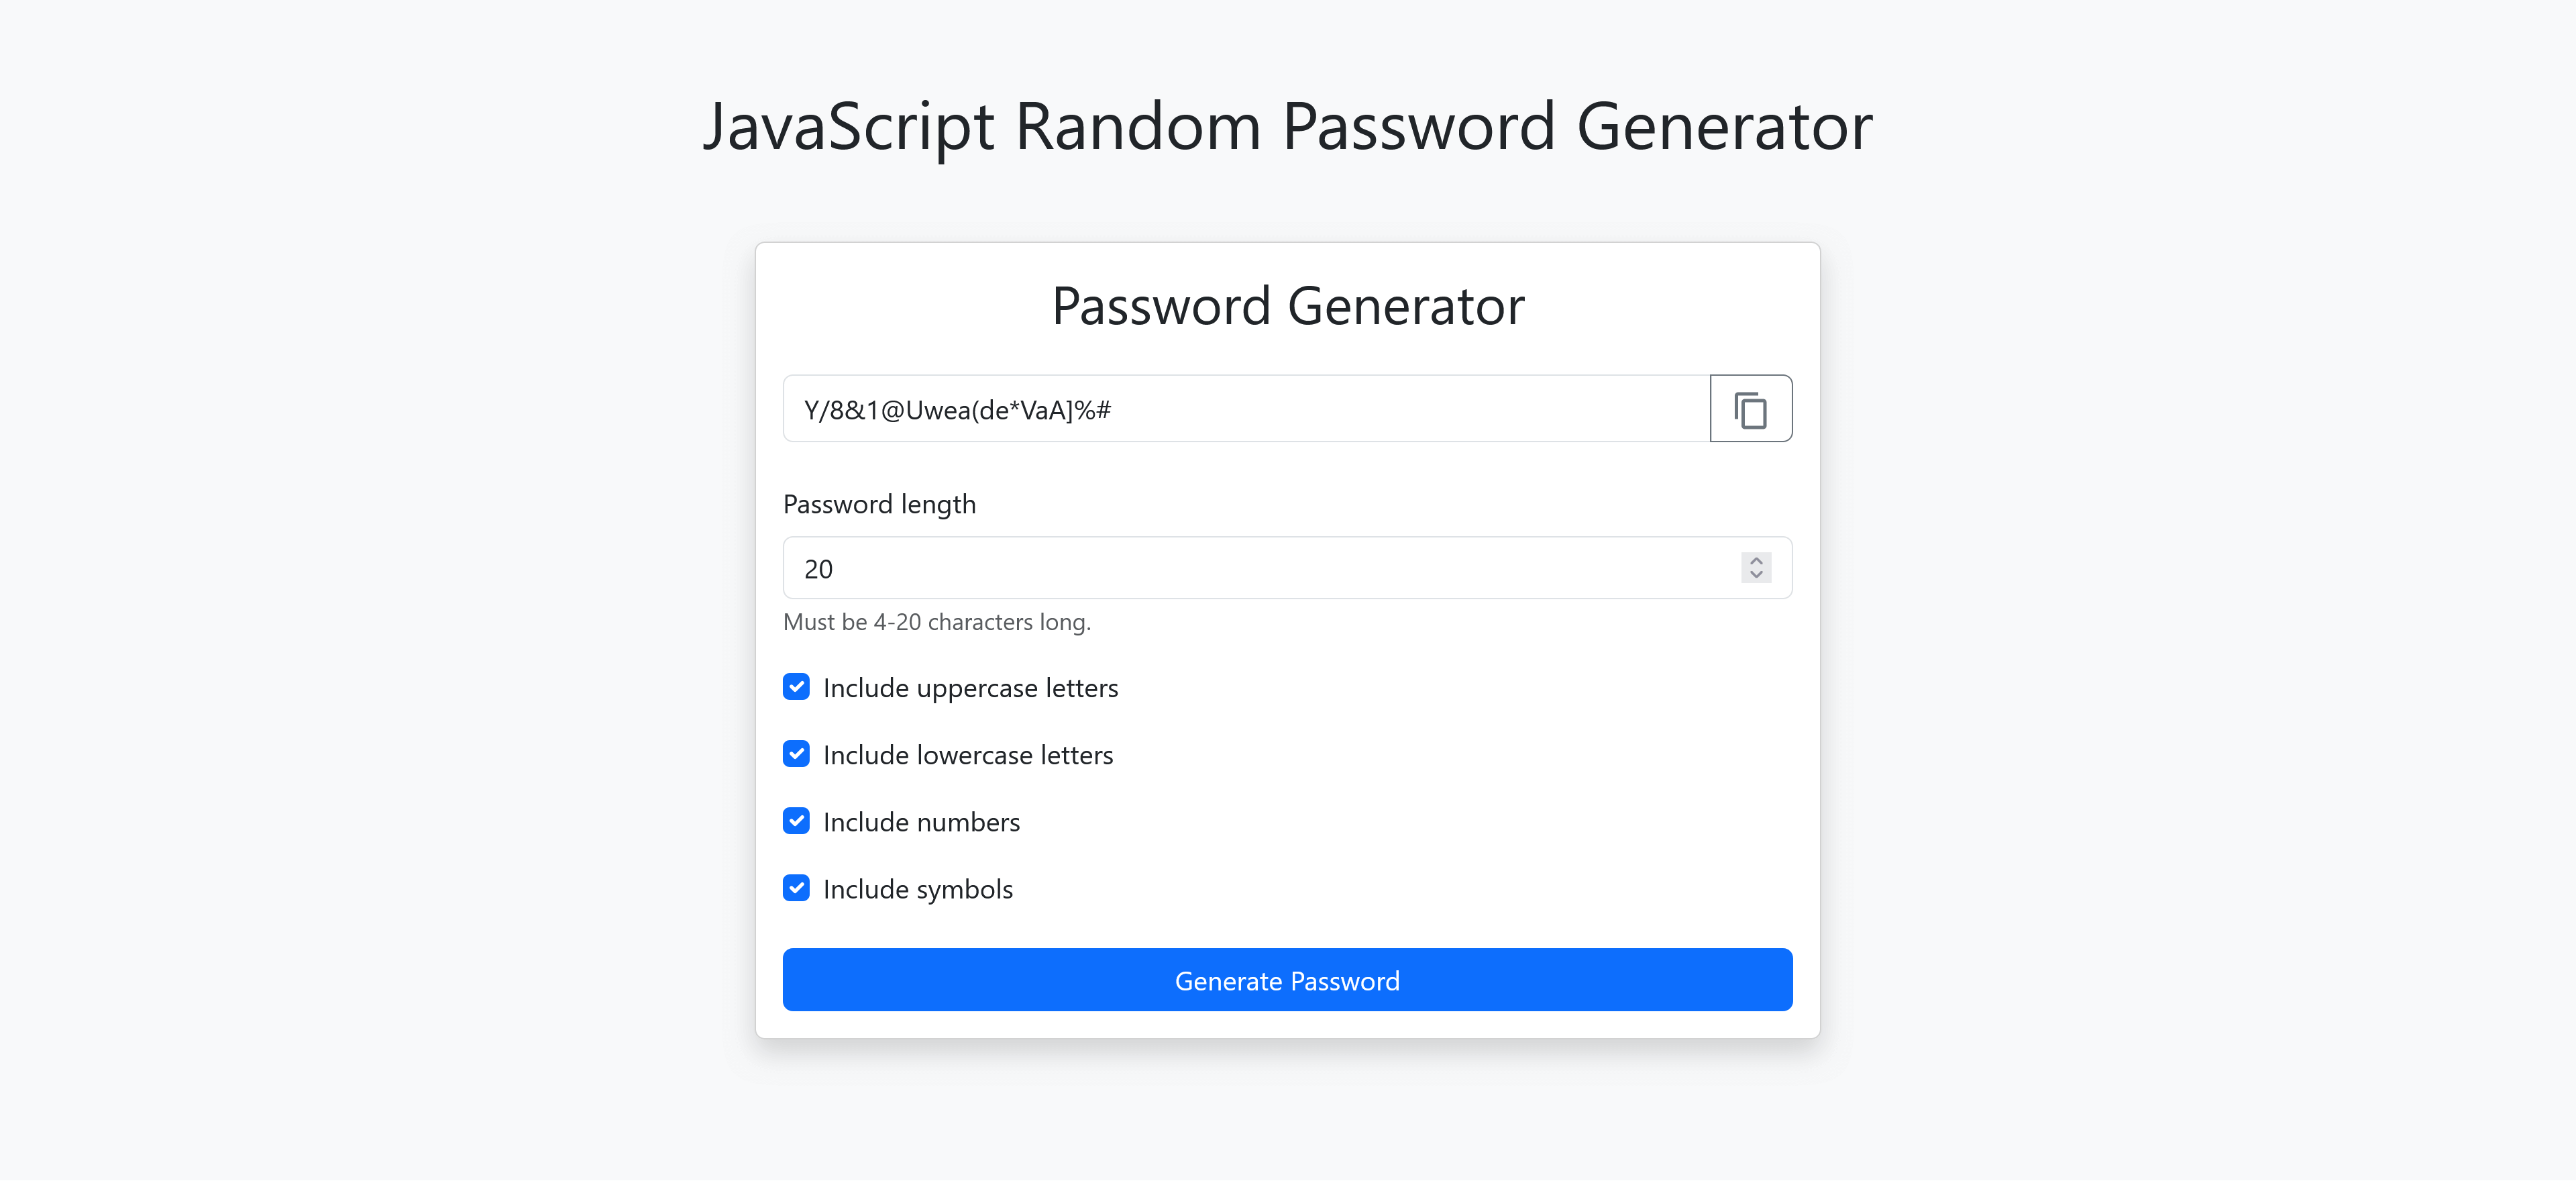 JavaScript Random Password Generator
Password Generator
Y/8&1@Uwea(de*VaA]%#
Password length
20
Must be 4-20 characters long.
Include uppercase letters
Include lowercase letters
Include numbers
Include symbols
Generate Password